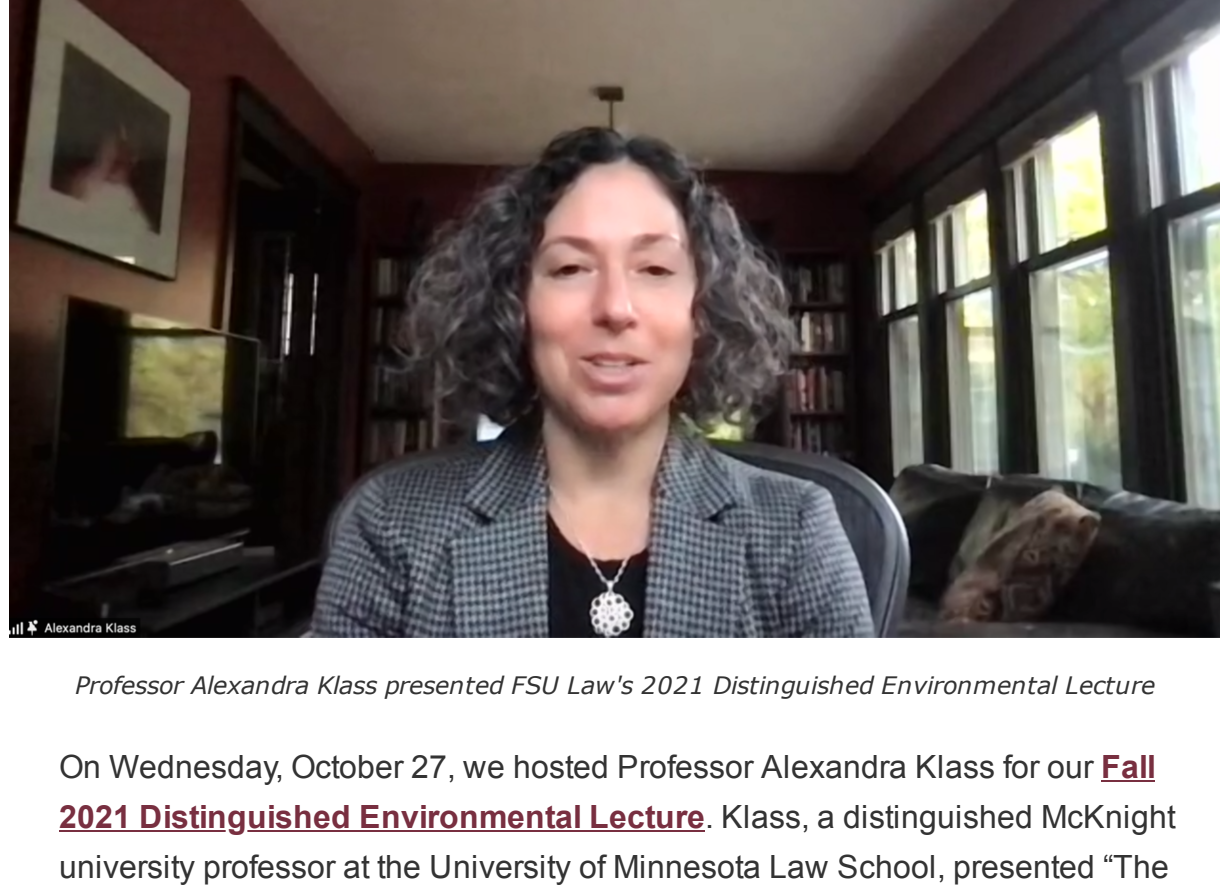 Alexandra Klass
Professor Alexandra Klass presented FSU Law's 2021 Distinguished Environmental Lecture
On Wednesday, October 27, we hosted Professor Alexandra Klass for our Fall
2021 Distinguished Environmental Lecture. Klass, a distinguished McKnight
university professor at the University of Minnesota Law School, presented “The